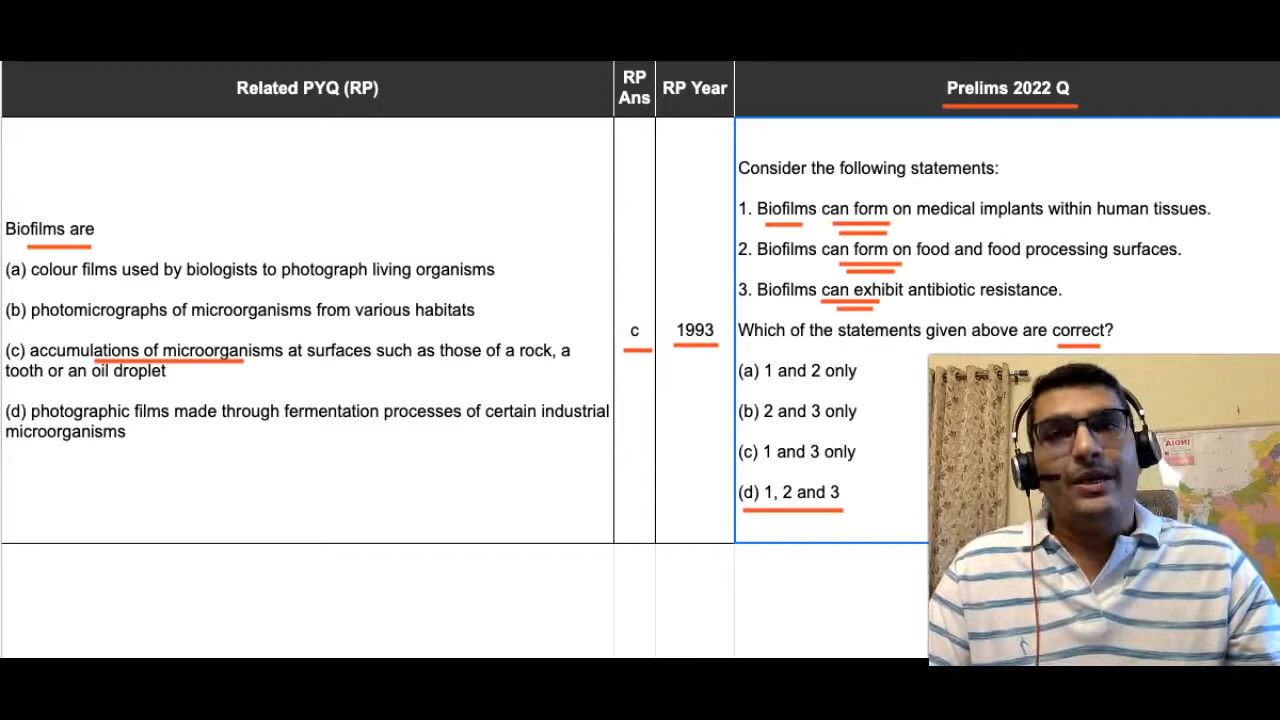 Related PYQ (RP)
RP
Ans
RP Year
Prelims 2022 Q
Biofilms are
(a) colour films used by biologists to photograph living organisms
(b) photomicrographs of microorganisms from various habitats
(c) accumulations of microorganisms at surfaces such as those of a rock, a
tooth or an oil droplet
(d) photographic films made through fermentation processes of certain industrial
microorganisms
c
1993
Consider the following statements:
1. Biofilms can form on medical implants within human tissues.
2. Biofilms can form on food and food processing surfaces.
3. Biofilms can exhibit antibiotic resistance.
Which of the statements given above are correct?
(a) 1 and 2 only
(b) 2 and 3 only
(c) 1 and 3 only
(d) 1, 2 and 3